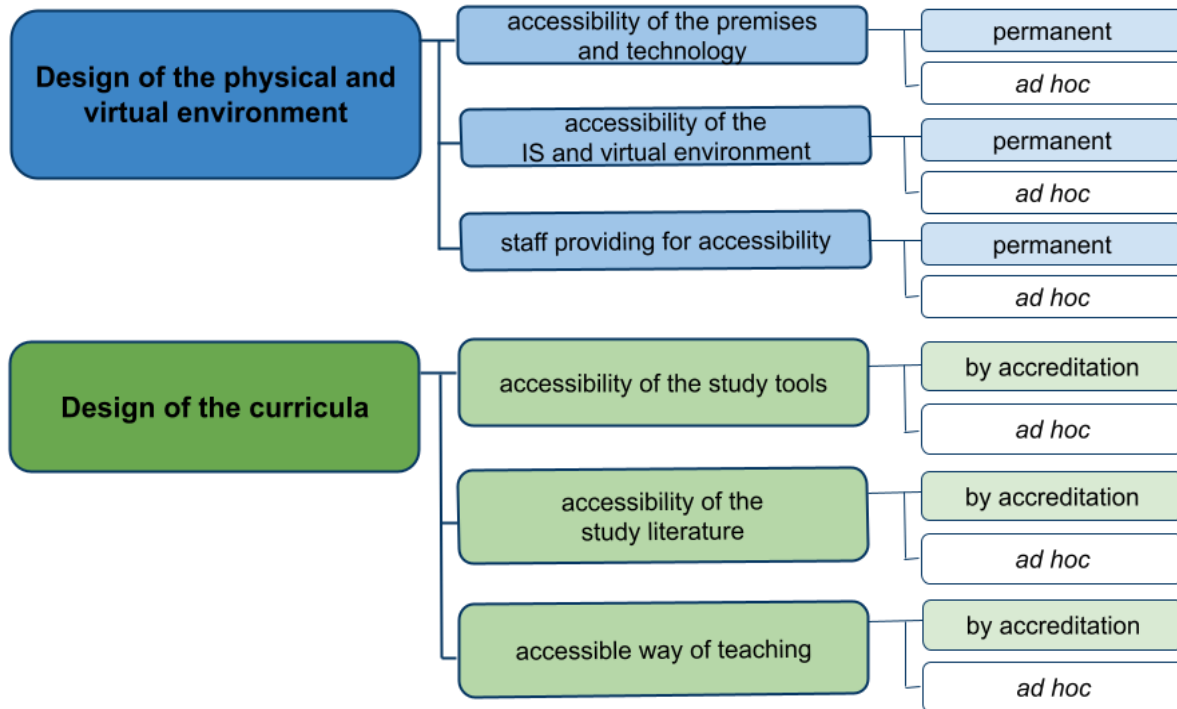 Design of the physical and
virtual environment
accessibility of the premises
and technology
permanent
ad hoc
accessibility of the
IS and virtual environment
permanent
ad hoc
staff providing for accessibility
permanent
ad hoc
Design of the curricula
accessibility of the study tools
by accreditation
ad hoc
accessibility of the
study literature
by accreditation
ad hoc
accessible way of teaching
by accreditation
ad hoc